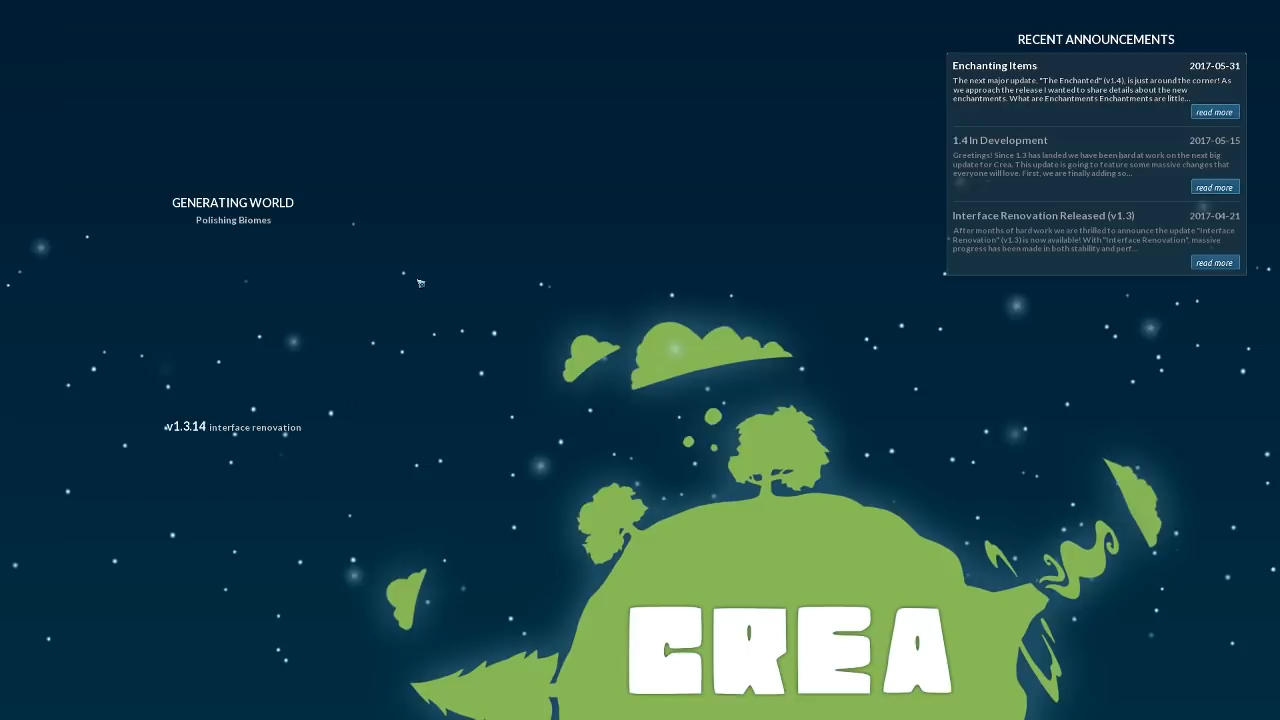 RECENT ANNOUNCEMENTS
Enchanting Items 2017-05-31
The next major update, "The Enchanted" (v1.4), is just around the corner! As
we approach the release I wanted to share details about the new
enchantments. What are Enchantments Enchantments are little...
read more
1.4 In Development 2017-05-15
Greetings! Since 1.3 has landed we have been hard at work on the next big
update for Crea. This update is going to feature some massive changes that
everyone will love. First, we are finally adding so...
read more
Interface Renovation Released (v1.3) 2017-04-21
After months of hard work we are thrilled to announce the update "Interface
Renovation" (v1.3) is now available! With "Interface Renovation", massive
progress has been made in both stability and perf...
read more
GENERATING WORLD
Polishing Biomes
v1.3.14 interface renovation
CREA